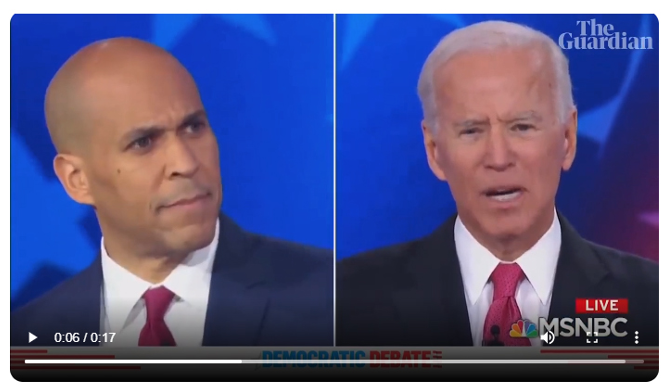 The
Guardian
LIVE
MSNBC
0:06 / 0:17
DEMOCRATIC DEBATE